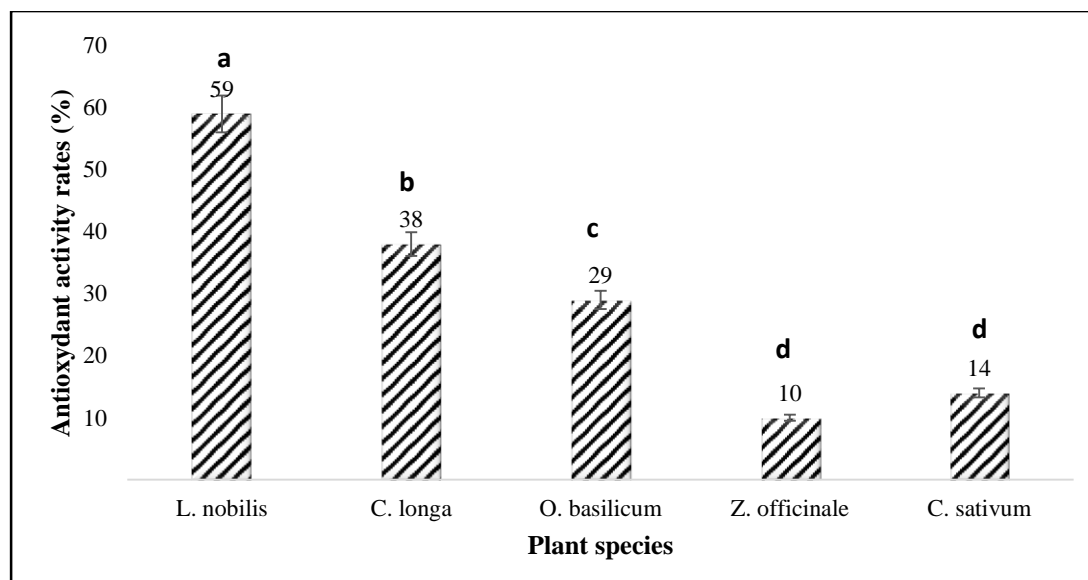 Antioxydant activity rates (%)
70
60
50
40
30
20
10
a
59
b
38
c
29
d
10
d
14
L. nobilis
C. longa
O. basilicum
Z. officinale
C. sativum
Plant species